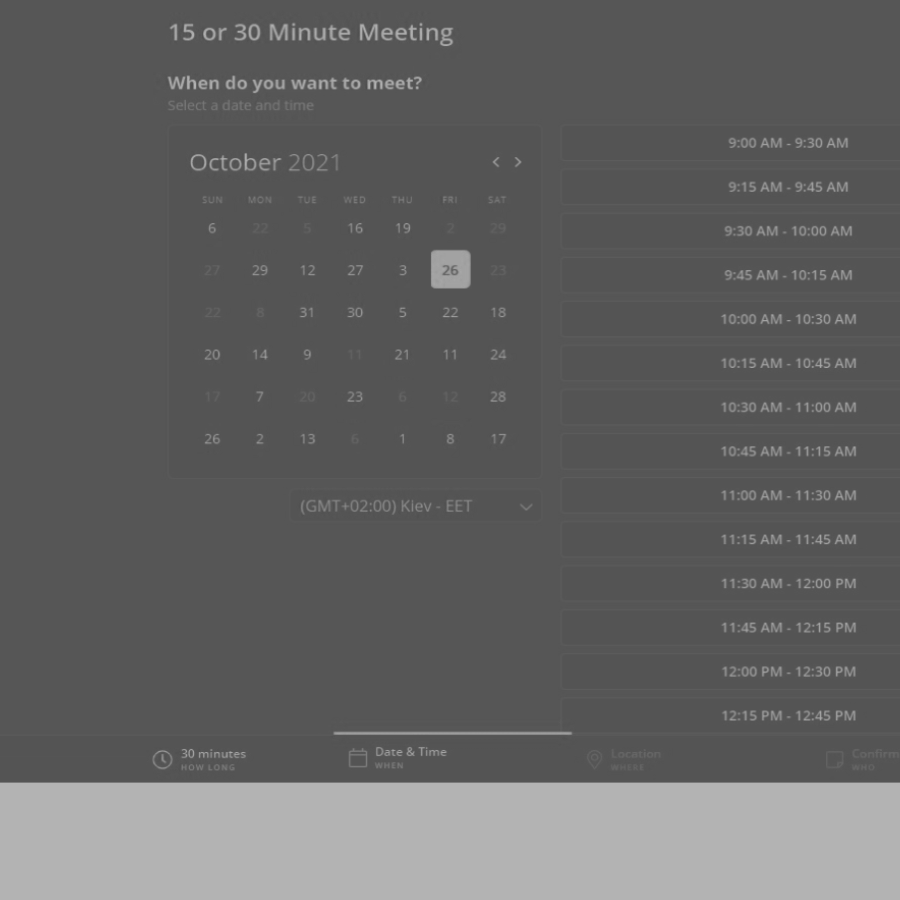 15 or 30 Minute Meeting
When do you want to meet?
Select a date and time
October 2021
SUN MON TUE WED THU FRI SAT
6 22 5 16 19 2 29
27 29 12 27 3 26 23
22 8 31 30 5 22 18
20 14 9 11 21 11 24
17 7 20 23 6 12 28
26 2 13 6 1 8 17
(GMT+02:00) Kiev - EET
9:00 AM - 9:30 AM
9:15 AM - 9:45 AM
9:30 AM - 10:00 AM
9:45 AM - 10:15 AM
10:00 AM - 10:30 AM
10:15 AM - 10:45 AM
10:30 AM - 11:00 AM
10:45 AM - 11:15 AM
11:00 AM - 11:30 AM
11:15 AM - 11:45 AM
11:30 AM - 12:00 PM
11:45 AM - 12:15 PM
12:00 PM - 12:30 PM
12:15 PM - 12:45 PM
30 minutes
HOW LONG
Date & Time
WHEN
Location
WHERE
Confirm
WHO